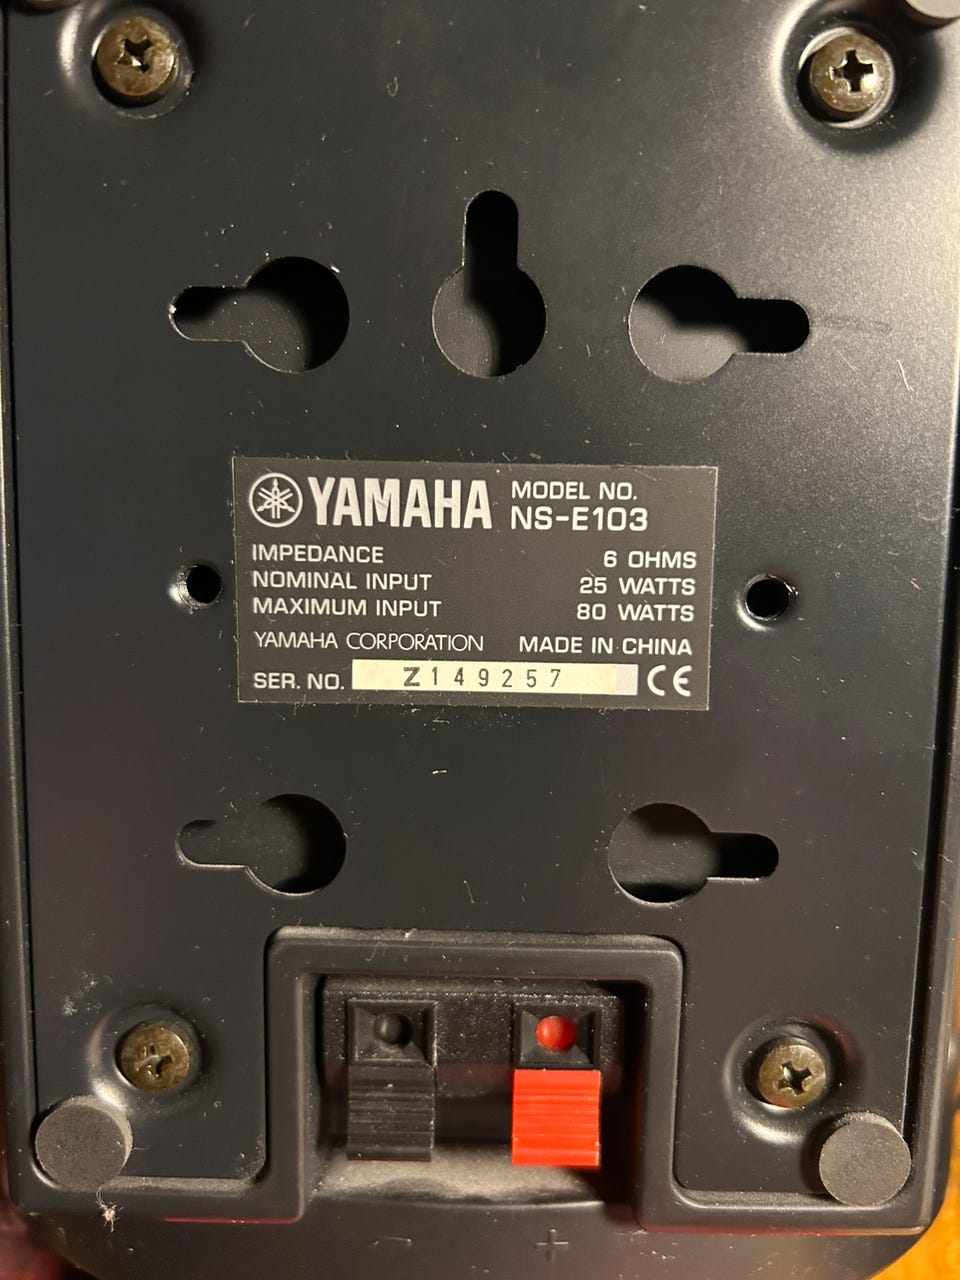 YAMAHA MODEL NO.
NS-E103
IMPEDANCE 6 OHMS
NOMINAL INPUT 25 WATTS
MAXIMUM INPUT 80 WATTS
YAMAHA CORPORATION MADE IN CHINA
SER. NO. Z149257 CE
− +